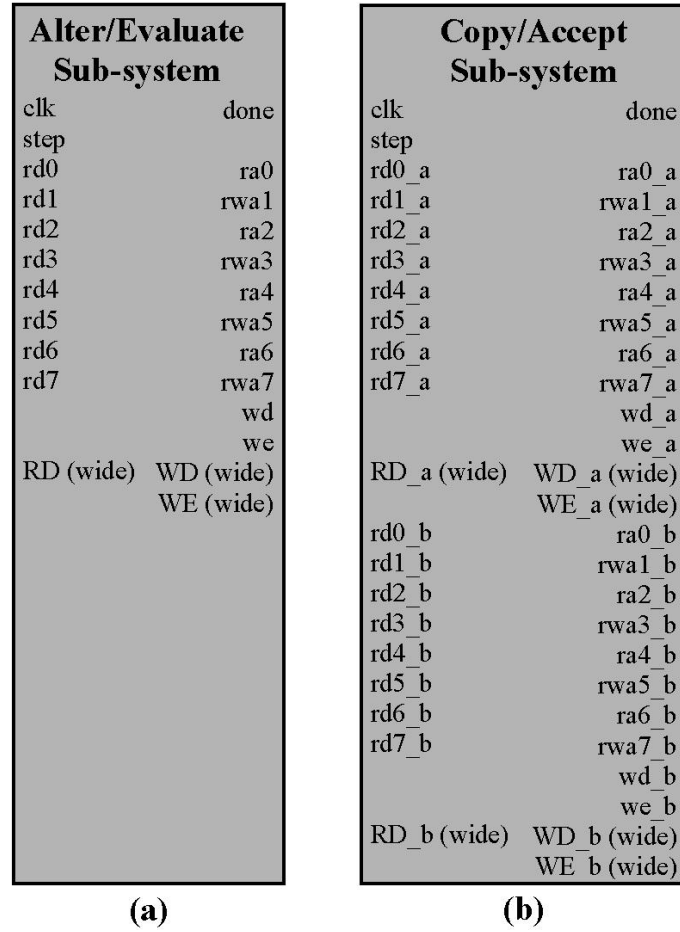 Alter/Evaluate
Sub-system
clk done
step
rd0 ra0
rd1 rwa1
rd2 ra2
rd3 rwa3
rd4 ra4
rd5 rwa5
rd6 ra6
rd7 rwa7
wd
we
RD (wide) WD (wide)
WE (wide)
(a)
Copy/Accept
Sub-system
clk done
step
rd0_a ra0_a
rd1_a rwa1_a
rd2_a ra2_a
rd3_a rwa3_a
rd4_a ra4_a
rd5_a rwa5_a
rd6_a ra6_a
rd7_a rwa7_a
wd_a
we_a
RD_a (wide) WD_a (wide)
WE_a (wide)
rd0_b ra0_b
rd1_b rwa1_b
rd2_b ra2_b
rd3_b rwa3_b
rd4_b ra4_b
rd5_b rwa5_b
rd6_b ra6_b
rd7_b rwa7_b
wd_b
we_b
RD_b (wide) WD_b (wide)
WE_b (wide)
(b)